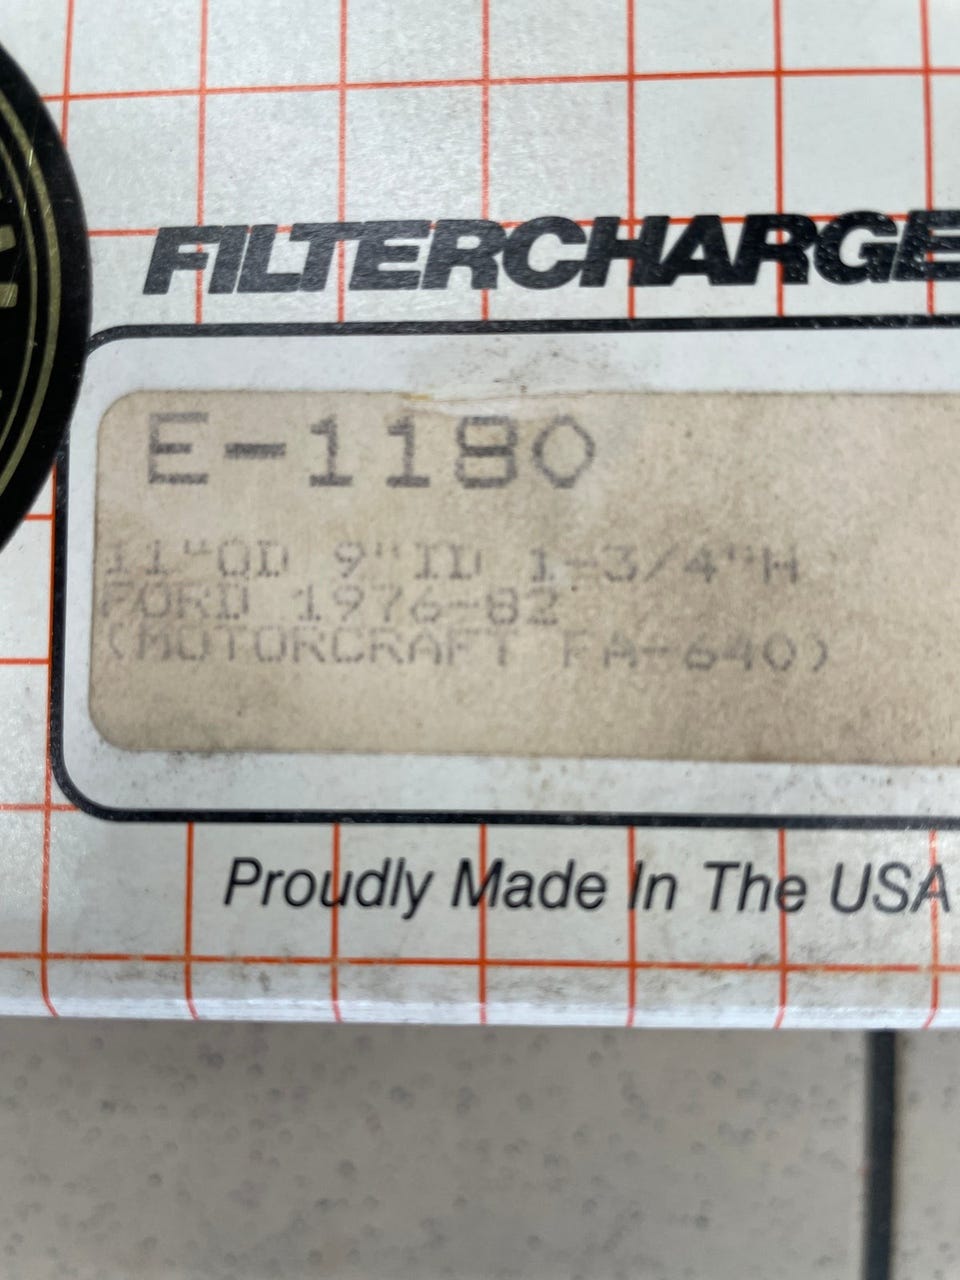 FILTERCHARGE
E-1180
11"OD 9"ID 1-3/4"H
FORD 1976-82
(MOTORCRAFT FA-640)
Proudly Made In The USA